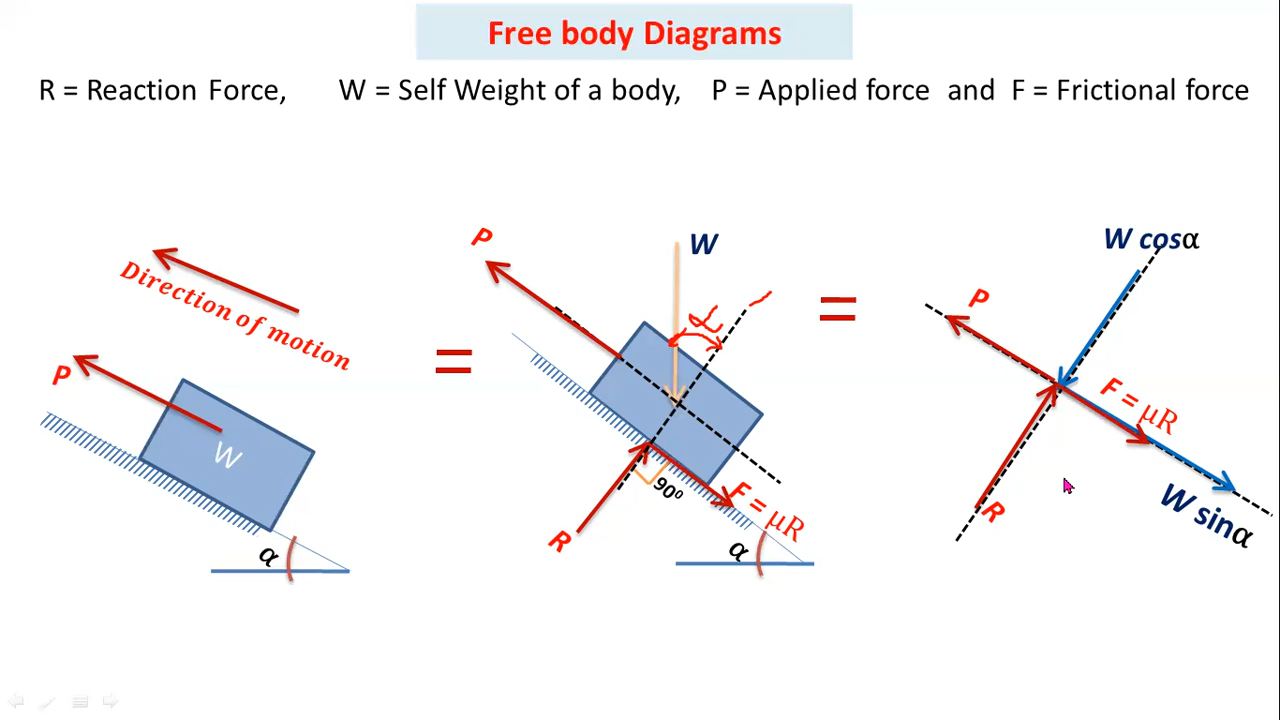 Free body Diagrams
R = Reaction Force, W = Self Weight of a body, P = Applied force and F = Frictional force
Direction of motion
P
W
α
=
P
W
R
90⁰
F = μR
α
=
W cosα
P
F = μR
R
W sinα